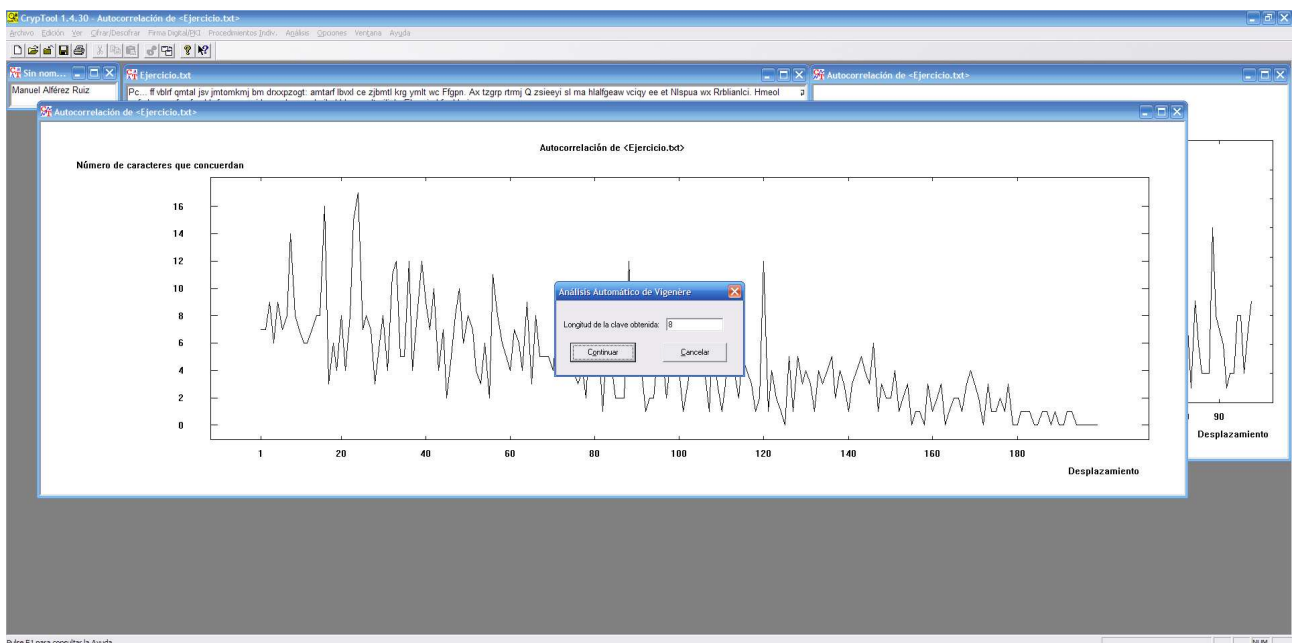 CrypTool 1.4.30 - Autocorrelación de <Ejercicio.txt>
Archivo Edición Ver Cifrar/Descifrar Firma Digital/PKI Procedimientos Indiv. Análisis Opciones Ventana Ayuda
Sin nom...
Manuel Alférez Ruiz
Ejercicio.txt
Pc... ff vblrf qmtal jsv jmtomkmj bm drxxpzogt: amtarf lbvd ce zjbmtl krg ymlt wc Ffgpn. Ax tzgrp rtmj Q zsieeyi sl ma hlalfgeaw vciqy ee et Nlspua wx Rrblianlci. Hmeol
Autocorrelación de <Ejercicio.txt>
Autocorrelación de <Ejercicio.txt>
Autocorrelación de <Ejercicio.txt>
Número de caracteres que concuerdan
16
14
12
10
8
6
4
2
0
1 20 40 60 80 100 120 140 160 180
Desplazamiento
Análisis Automático de Vigenère
Longitud de la clave obtenida: 8
Continuar Cancelar
90
Desplazamiento
Pulse F1 para consultar la Ayuda.
NUM